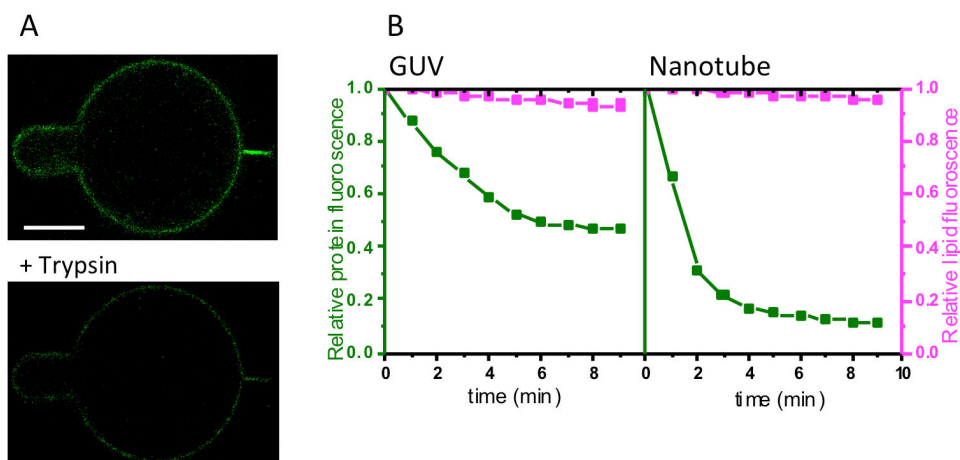 A
+ Trypsin
B
GUV
Nanotube
Relative protein fluoroscence
1.0
0.8
0.6
0.4
0.2
0.0
0 2 4 6 8
time (min)
0 2 4 6 8 10
time (min)
1.0
0.8
0.6
0.4
0.2
0.0
Relative lipid fluoroscence